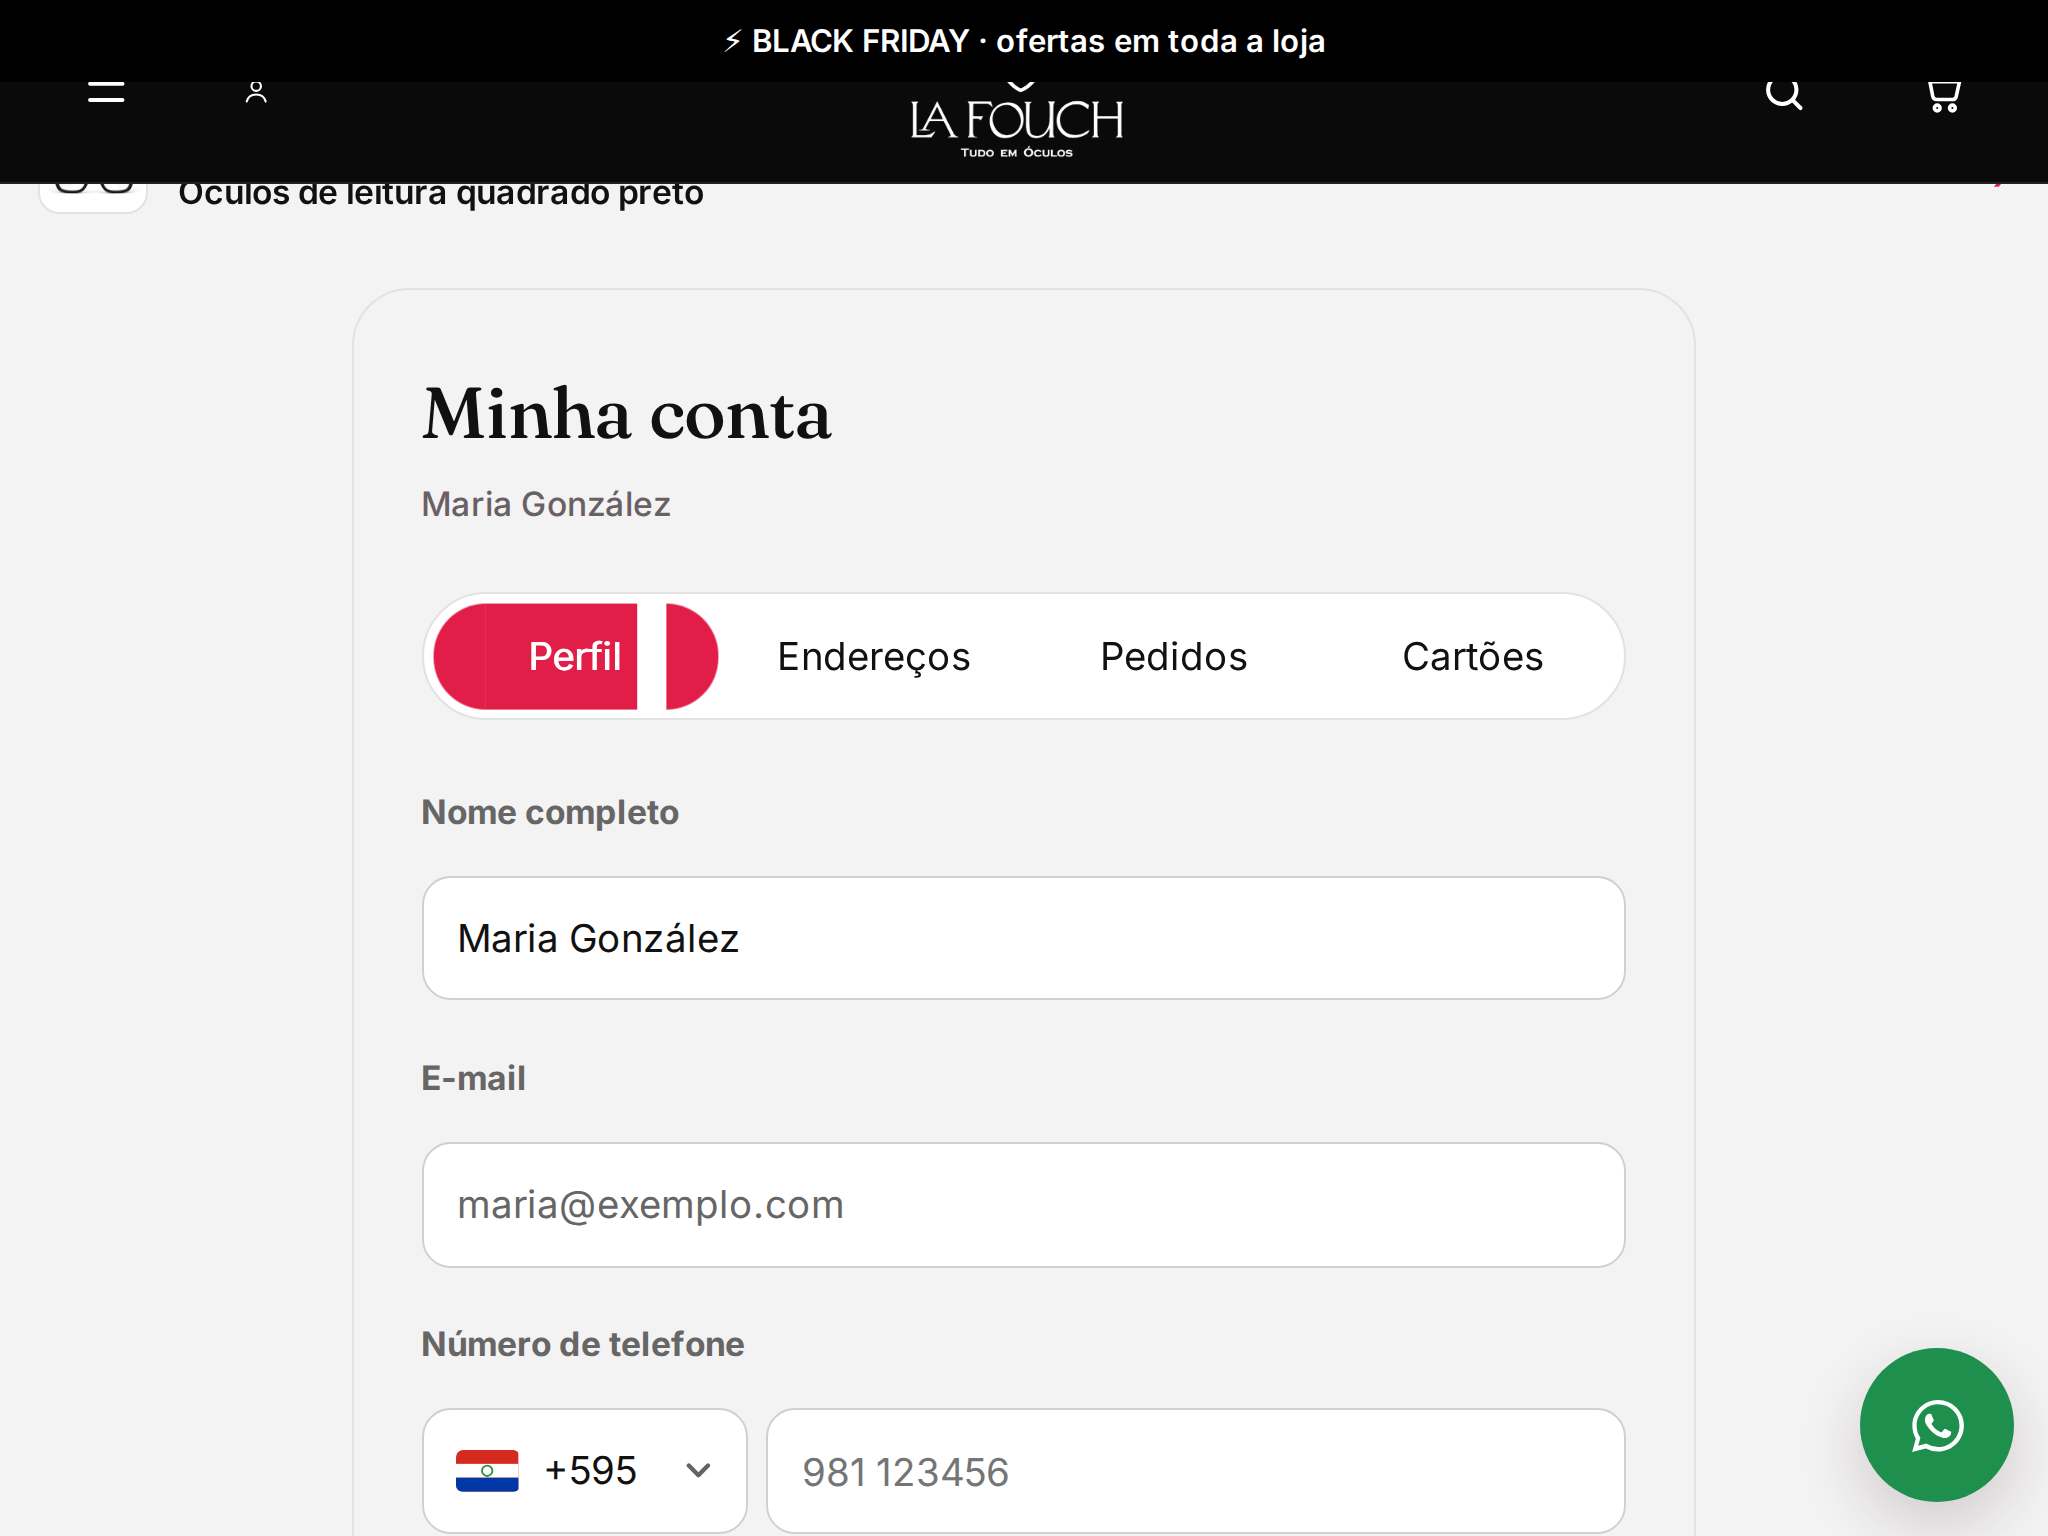 ⚡ BLACK FRIDAY · ofertas em toda a loja
LA FOUCH
TUDO EM ÓCULOS
Óculos de leitura quadrado preto
Minha conta
Maria González
Perfil Endereços Pedidos Cartões
Nome completo
Maria González
E-mail
maria@exemplo.com
Número de telefone
+595 981 123456